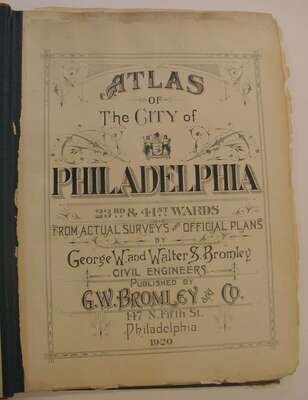 ATLAS
OF
The CITY of
PHILADELPHIA
23RD & 41ST WARDS
FROM ACTUAL SURVEYS AND OFFICIAL PLANS
BY
George W. and Walter S. Bromley
CIVIL ENGINEERS
PUBLISHED BY
G.W. BROMLEY AND CO.
147 N. Fifth St.
Philadelphia
1920